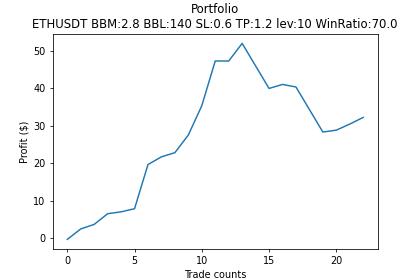 Portfolio
ETHUSDT BBM:2.8 BBL:140 SL:0.6 TP:1.2 lev:10 WinRatio:70.0
50
40
30
20
10
0
Profit ($)
0 5 10 15 20
Trade counts